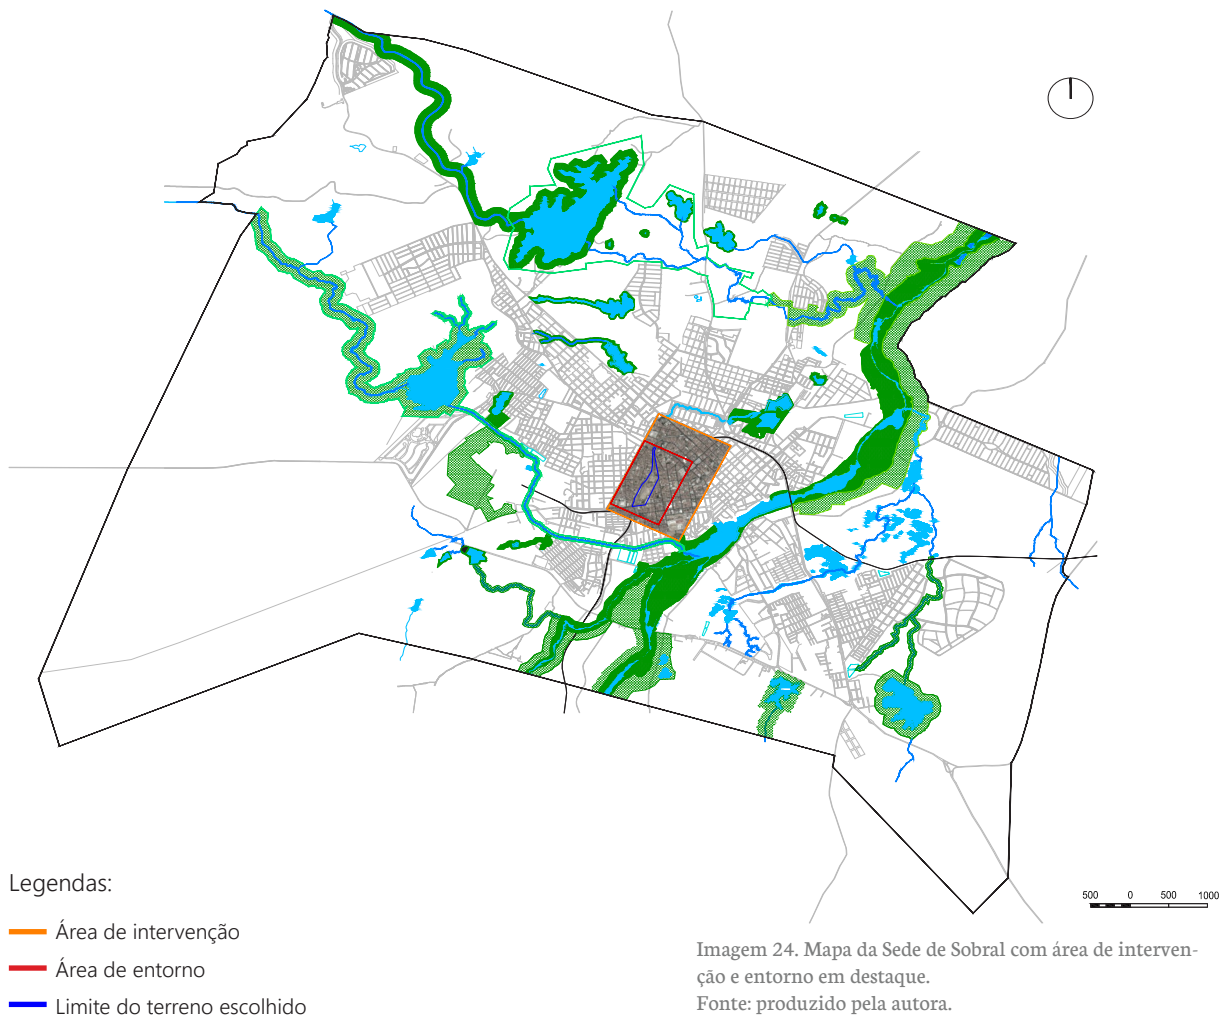 500 0 500 1000
Legendas:
Área de intervenção
Área de entorno
Limite do terreno escolhido
Imagem 24. Mapa da Sede de Sobral com área de interven-
ção e entorno em destaque.
Fonte: produzido pela autora.